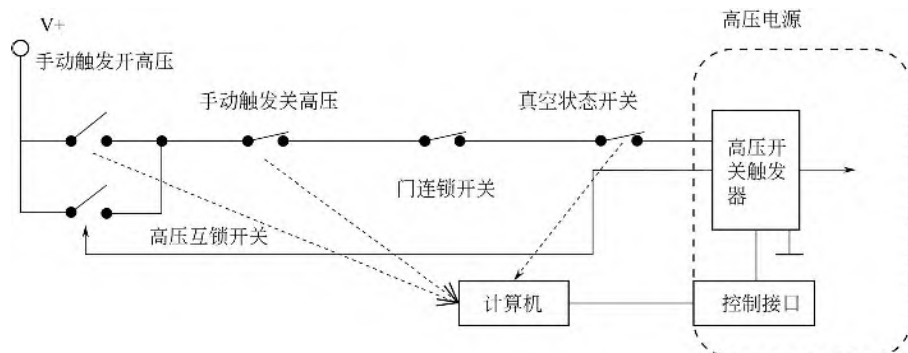 高压电源
V+
手动触发开高压
手动触发关高压
真空状态开关
高压开
关触发
器
门连锁开关
高压互锁开关
计算机
控制接口